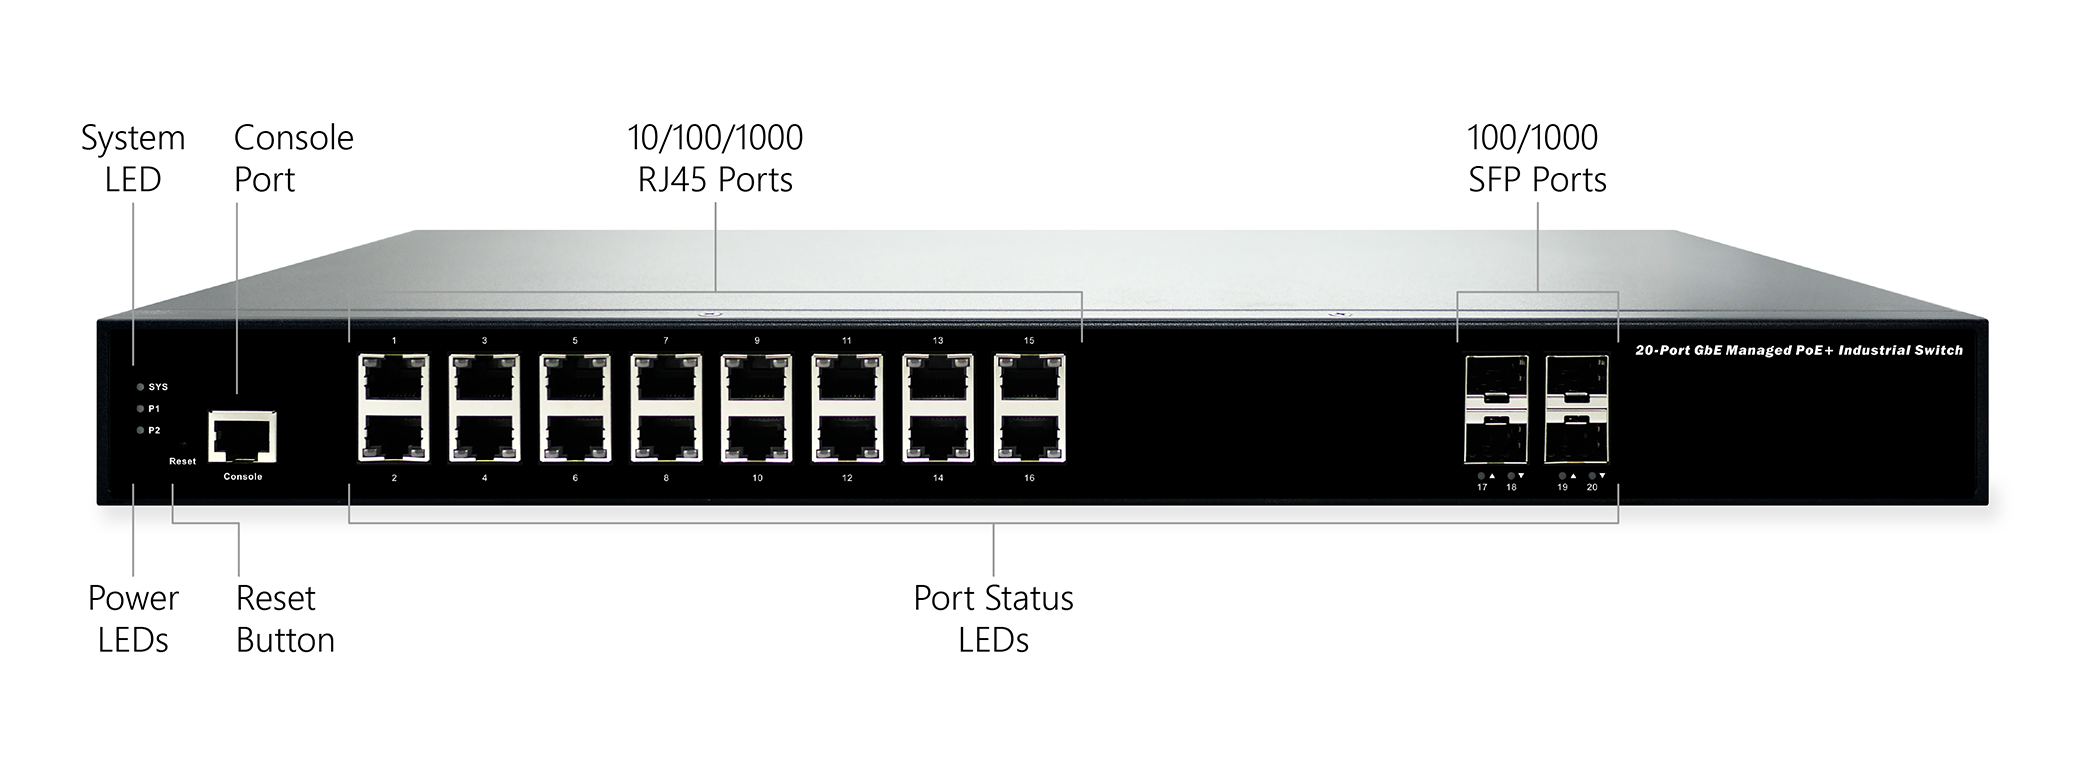 System
LED
Console
Port
10/100/1000
RJ45 Ports
100/1000
SFP Ports
1 3 5 7 9 11 13 15
20-Port GbE Managed PoE+ Industrial Switch
SYS
P1
P2
Reset
Console
2 4 6 8 10 12 14 16
17 ▲ 18 ▼ 19 ▲ 20 ▼
Power
LEDs
Reset
Button
Port Status
LEDs